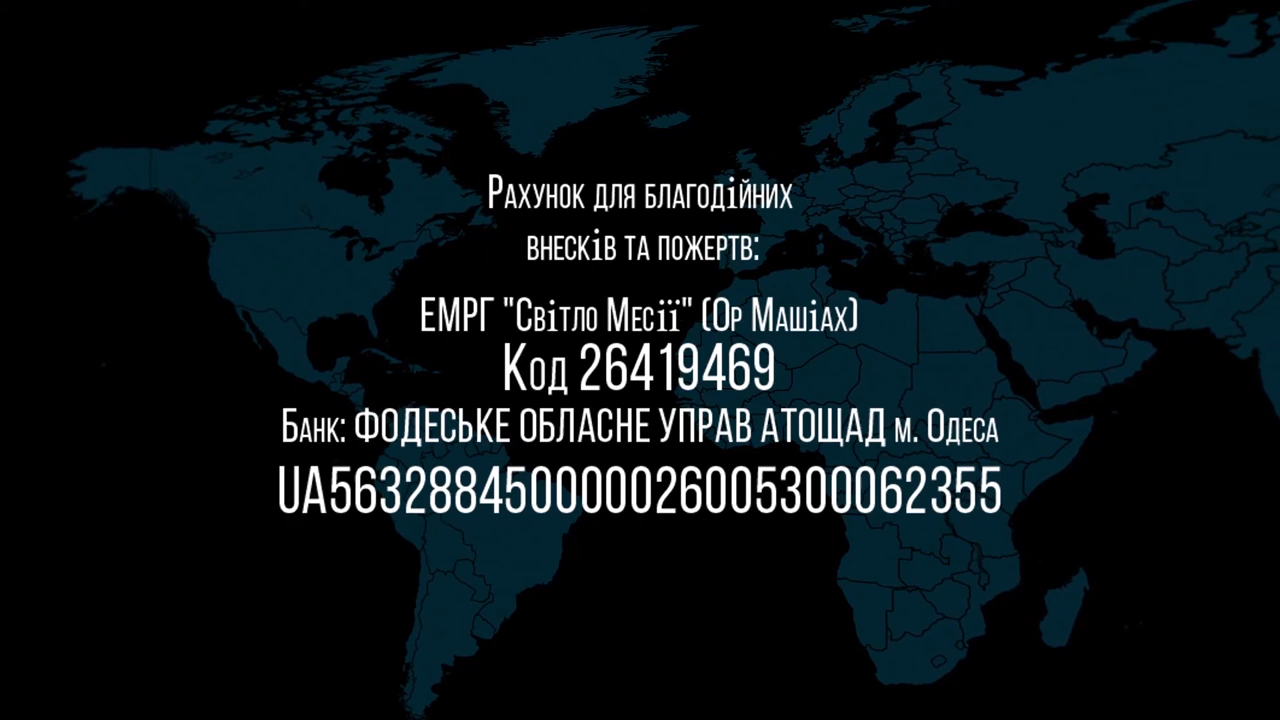 Рахунок для благодійних
внесків та пожертв:
ЕМРГ "Світло Месії" (Ор Машіах)
Код 26419469
Банк: ФОДЕСЬКЕ ОБЛАСНЕ УПРАВ АТОЩАД м. Одеса
UA563288450000026005300062355